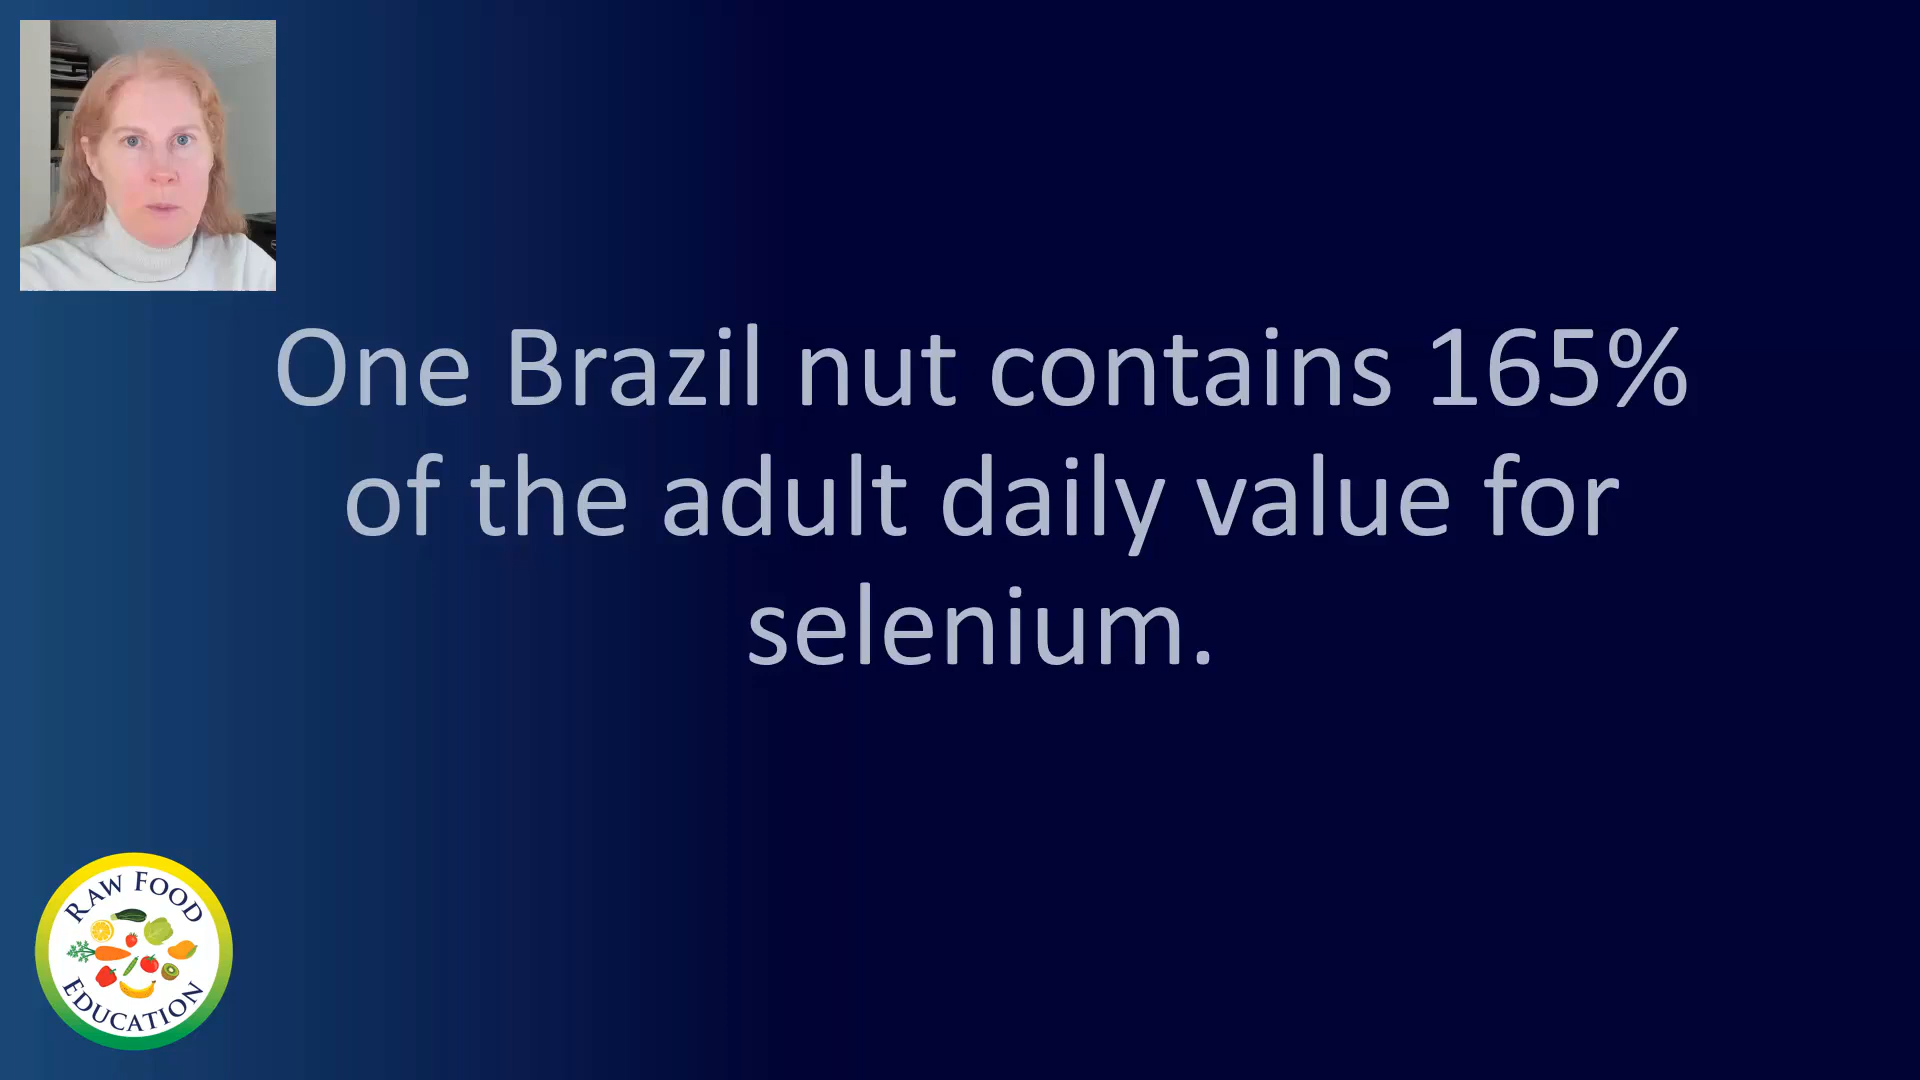 One Brazil nut contains 165%
of the adult daily value for
selenium.
RAW FOOD
EDUCATION